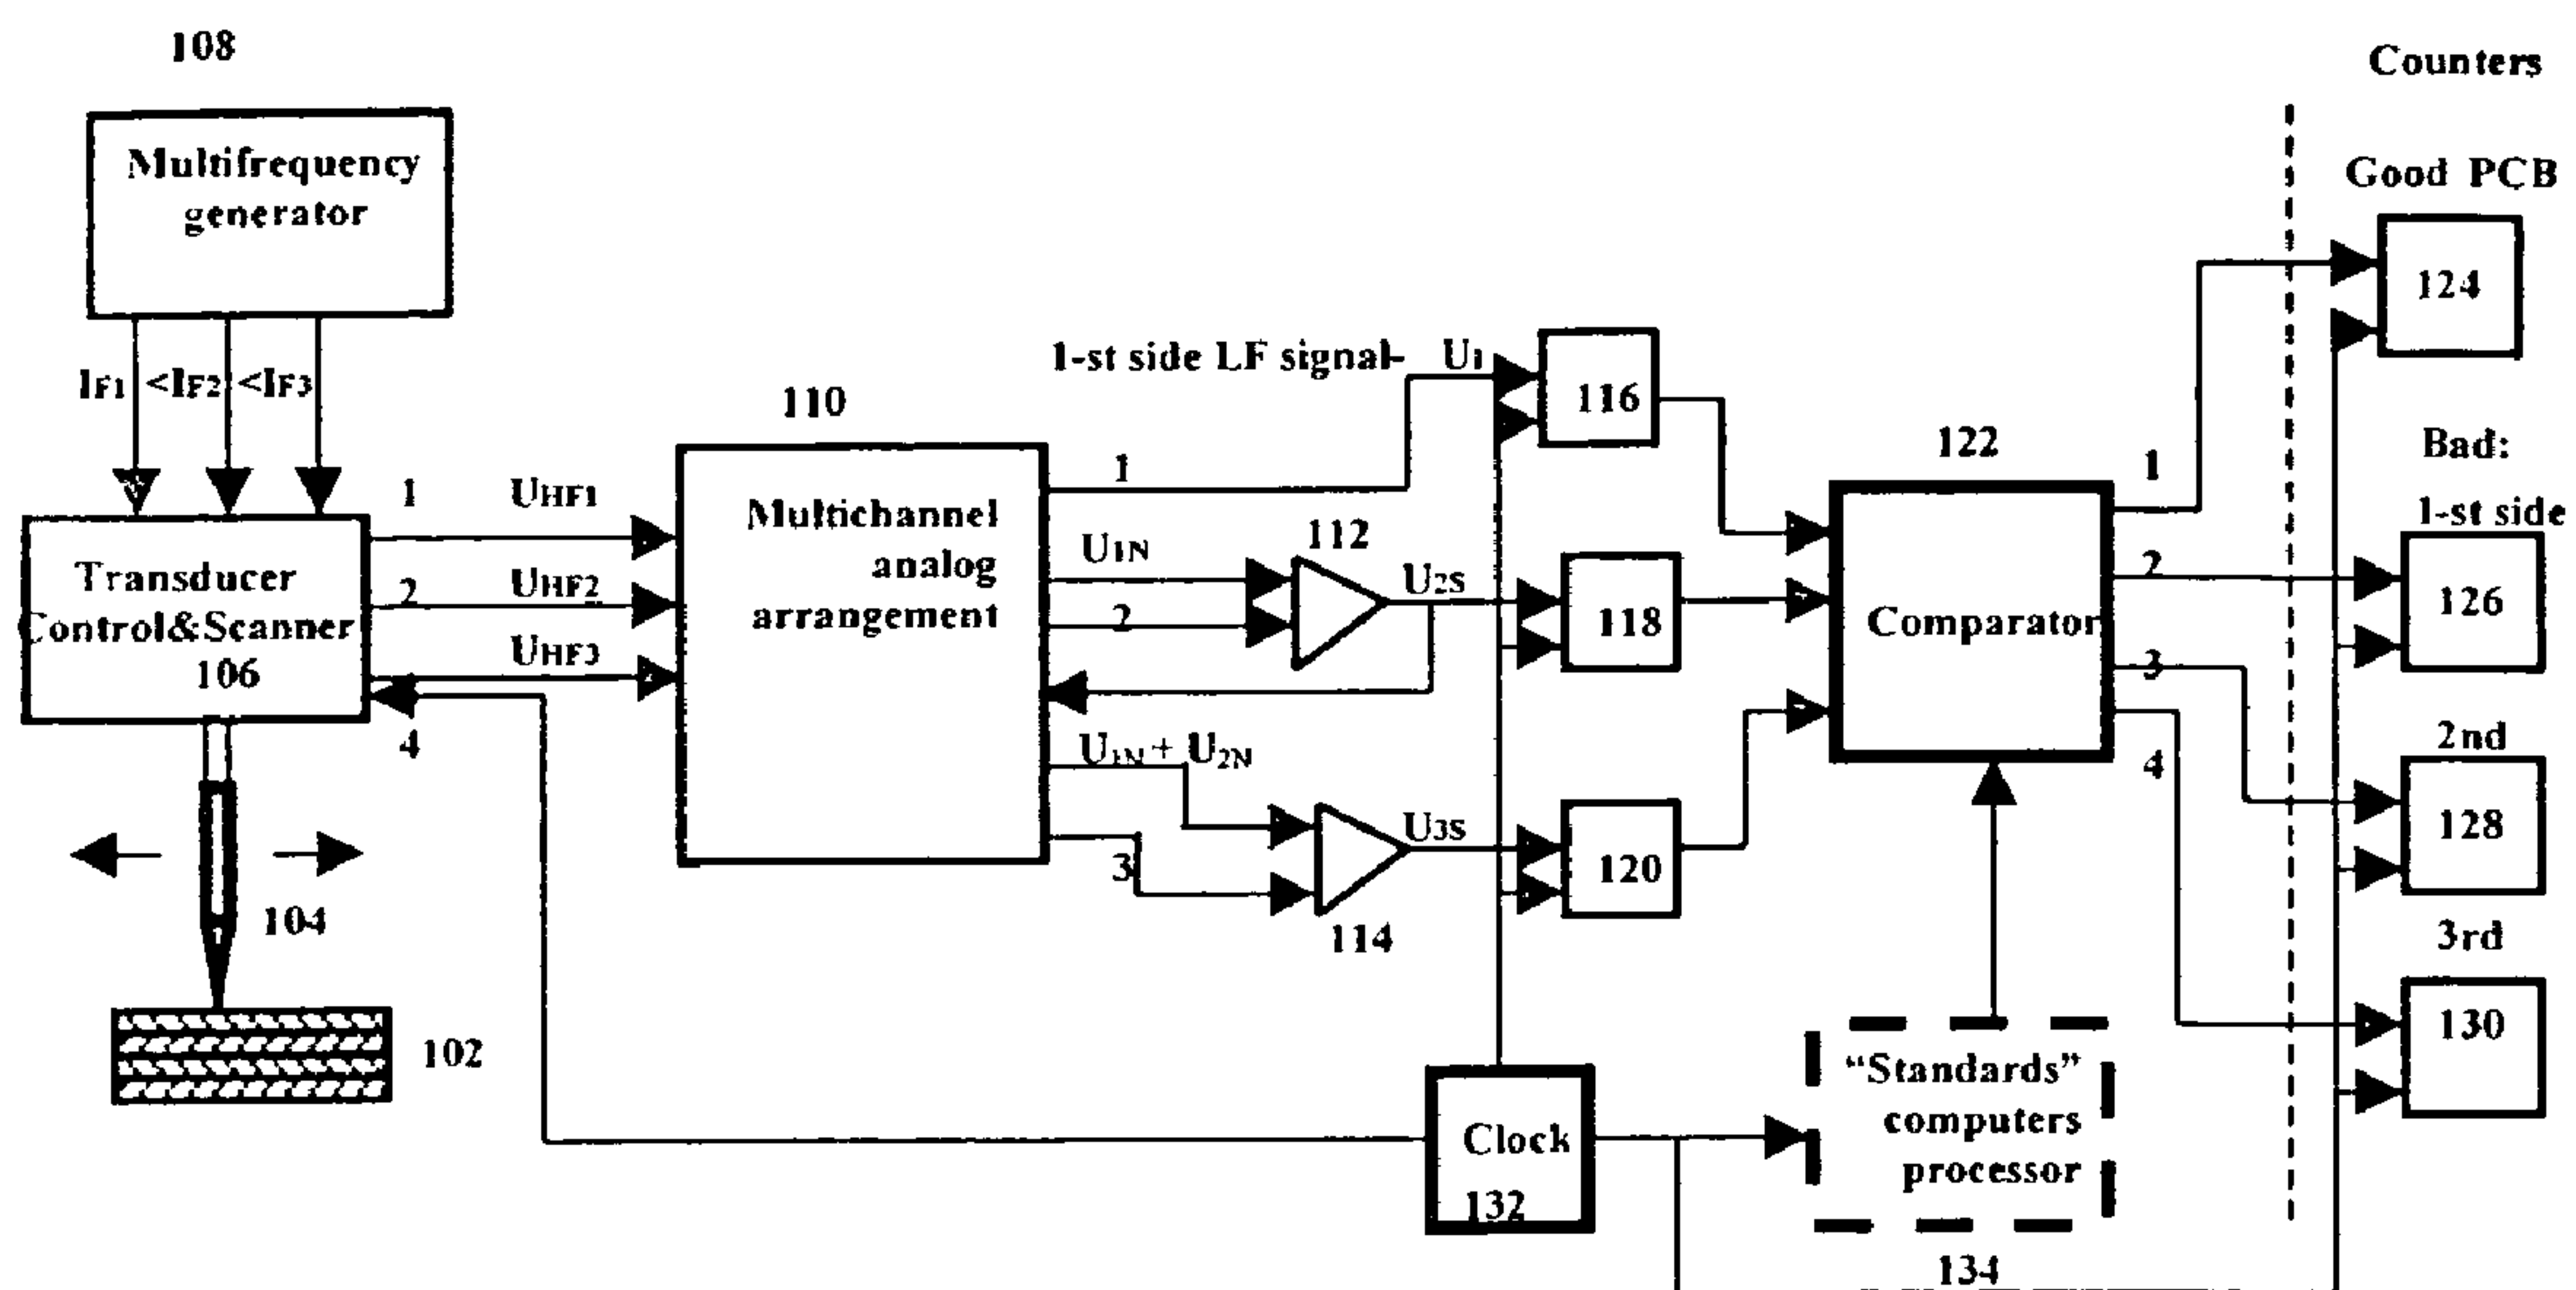 108
Multifrequency
generator
IF1 <IF2 <IF3
Transducer
Control&Scanner
106
1 UHF1
2 UHF2
UHF3
4
104
102
110
Multichannel
analog
arrangement
1-st side LF signal- U1
1
U1N
2
112
U2S
U1N + U2N
3
114
U3S
116
118
120
122
Comparator
1
2
3
4
Clock
132
“Standards”
computers
processor
134
Counters
Good PCB
124
Bad:
1-st side
126
2nd
128
3rd
130